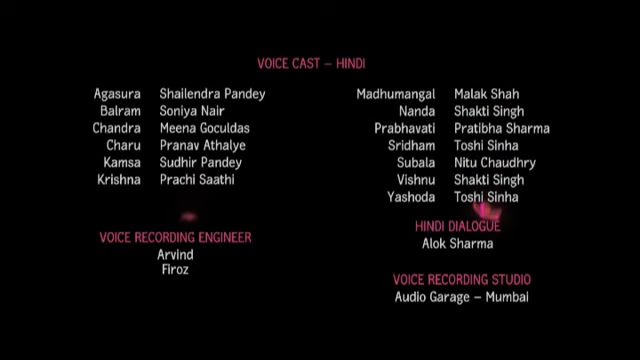 VOICE CAST – HINDI
Agasura Shailendra Pandey
Balram Soniya Nair
Chandra Meena Goculdas
Charu Pranav Athalye
Kamsa Sudhir Pandey
Krishna Prachi Saathi
Madhumangal Malak Shah
Nanda Shakti Singh
Prabhavati Pratibha Sharma
Sridham Toshi Sinha
Subala Nitu Chaudhry
Vishnu Shakti Singh
Yashoda Toshi Sinha
VOICE RECORDING ENGINEER
Arvind
Firoz
HINDI DIALOGUE
Alok Sharma
VOICE RECORDING STUDIO
Audio Garage – Mumbai